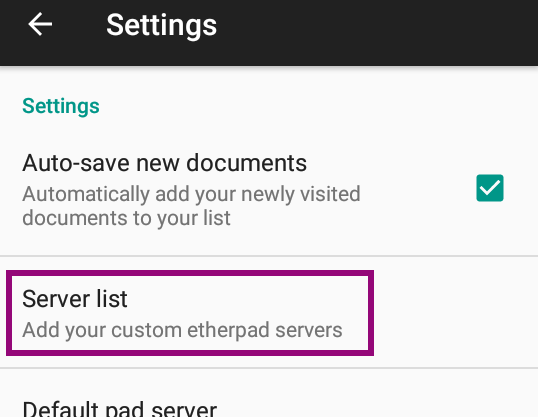 Settings
Settings
Auto-save new documents
Automatically add your newly visited
documents to your list
Server list
Add your custom etherpad servers
Default pad server